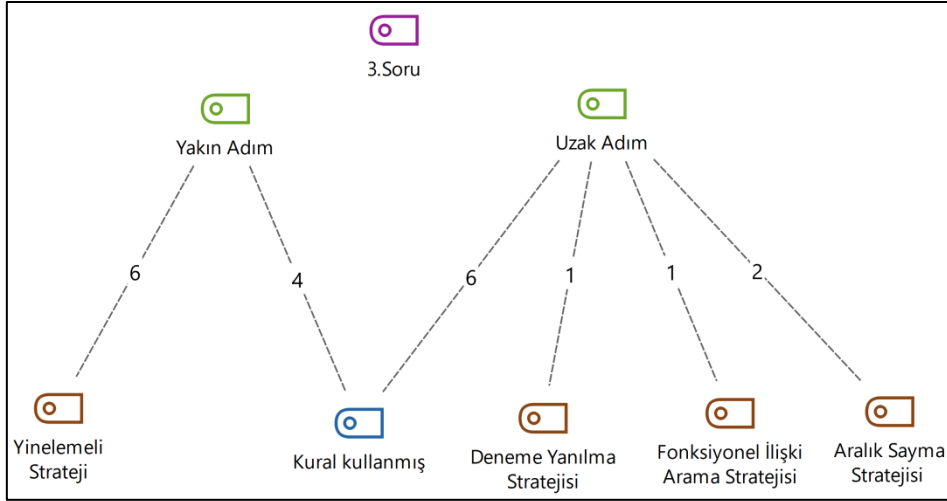 3.Soru
Yakın Adım
Uzak Adım
6
4
6
1
1
2
Yinelemeli
Strateji
Kural kullanmış
Deneme Yanılma
Stratejisi
Fonksiyonel İlişki
Arama Stratejisi
Aralık Sayma
Stratejisi